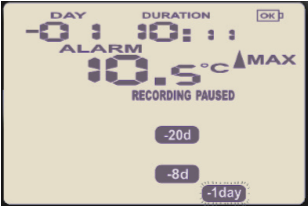 DAY DURATION OK
-01 10:11
ALARM
10.5°C MAX
RECORDING PAUSED
-20d
-8d
-1day